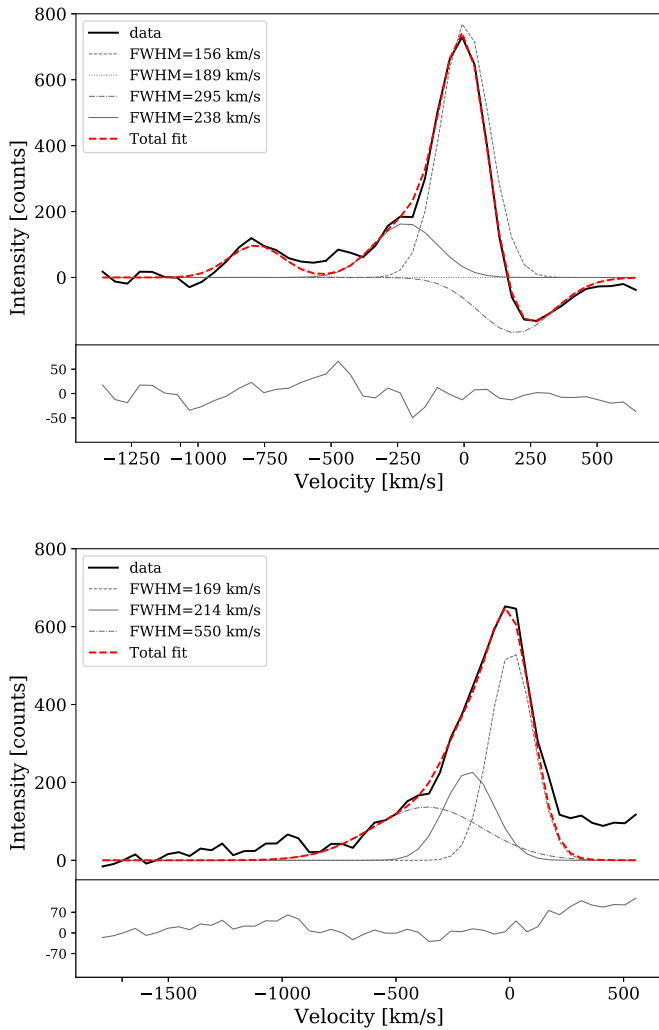 800
600
400
200
0
Intensity [counts]
data
FWHM=156 km/s
FWHM=189 km/s
FWHM=295 km/s
FWHM=238 km/s
Total fit
50
0
-50
−1250 −1000 −750 −500 −250 0 250 500
Velocity [km/s]
800
600
400
200
0
Intensity [counts]
data
FWHM=169 km/s
FWHM=214 km/s
FWHM=550 km/s
Total fit
70
0
-70
−1500 −1000 −500 0 500
Velocity [km/s]